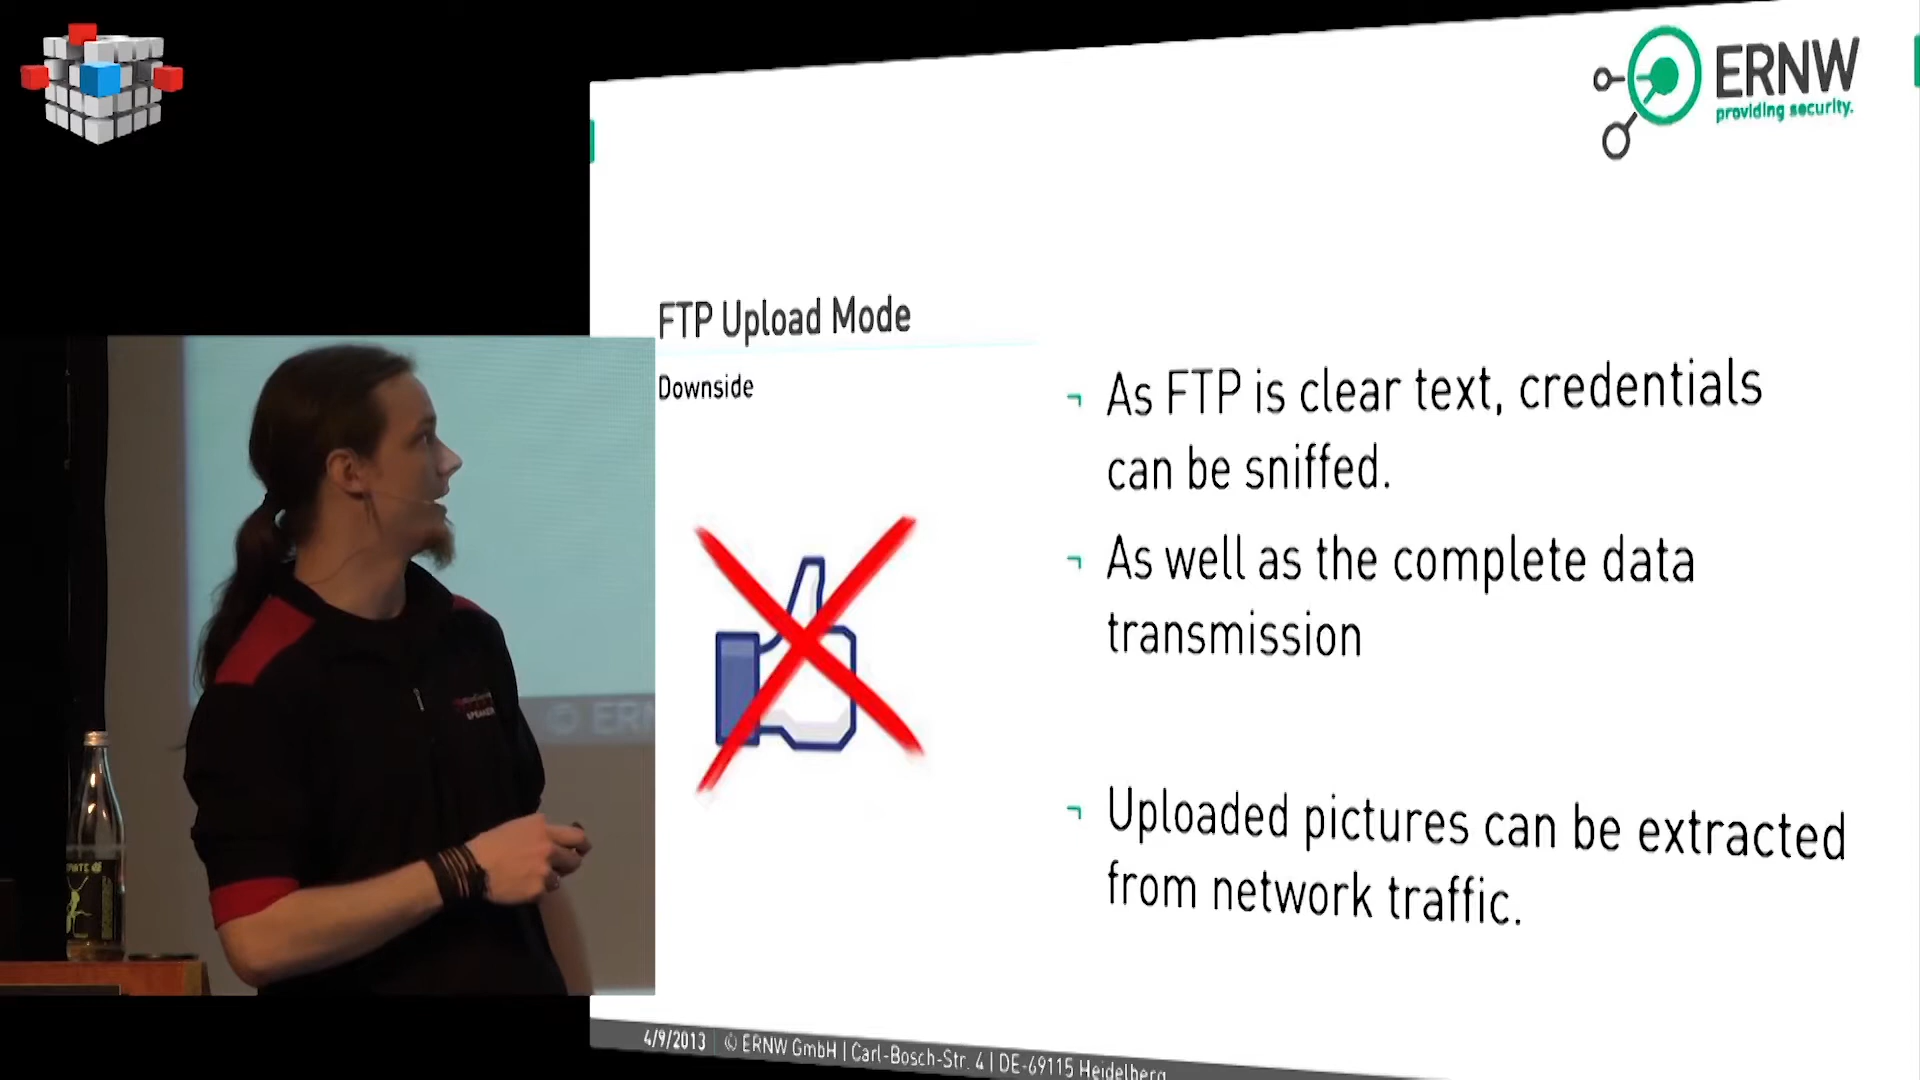 ERNW
providing security.
FTP Upload Mode
Downside
¬ As FTP is clear text, credentials
can be sniffed.
¬ As well as the complete data
transmission
¬ Uploaded pictures can be extracted
from network traffic.
SPEAKER
© ERN
4/9/2013 | © ERNW GmbH | Carl-Bosch-Str. 4 | DE-69115 Heidelberg